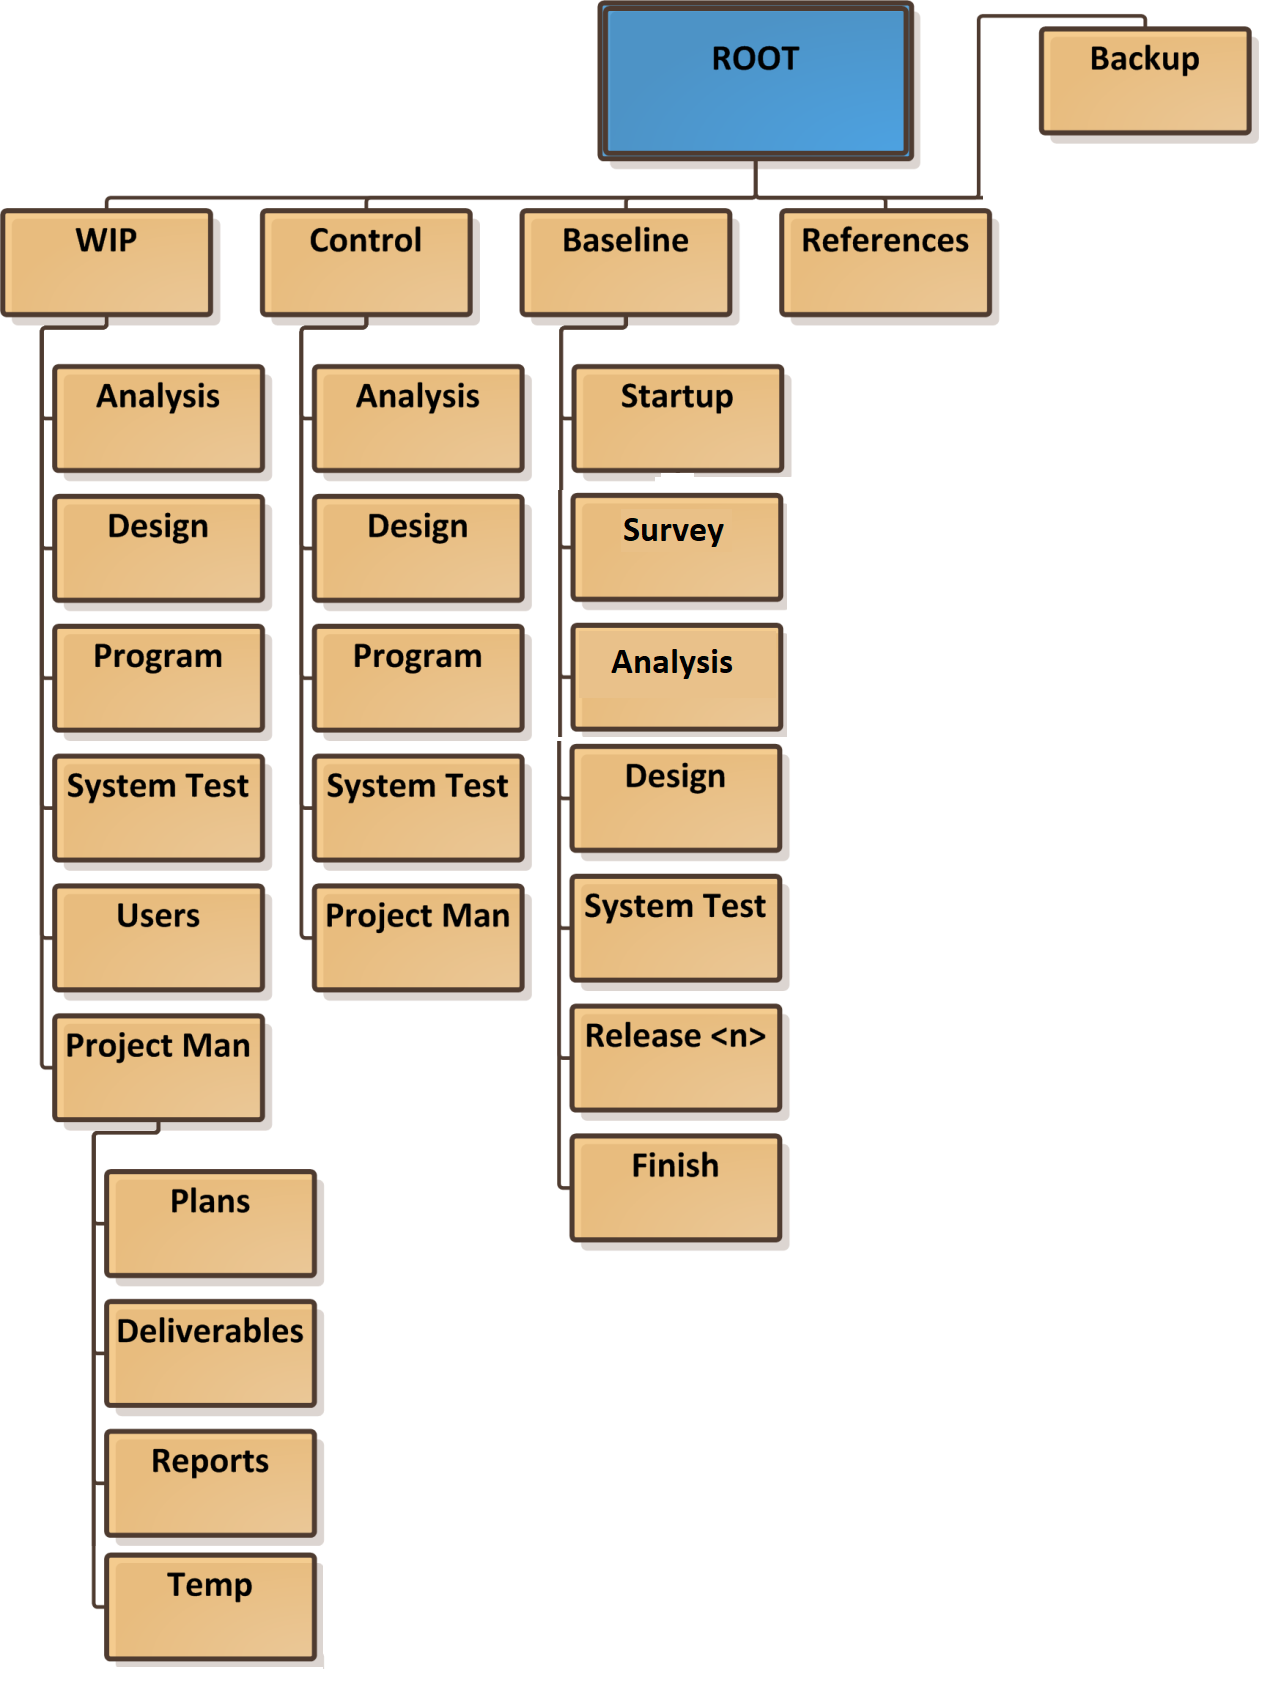 ROOT
Backup
WIP
Control
Baseline
References
Analysis
Design
Program
System Test
Users
Project Man
Plans
Deliverables
Reports
Temp
Analysis
Design
Program
System Test
Project Man
Startup
Survey
Analysis
Design
System Test
Release <n>
Finish